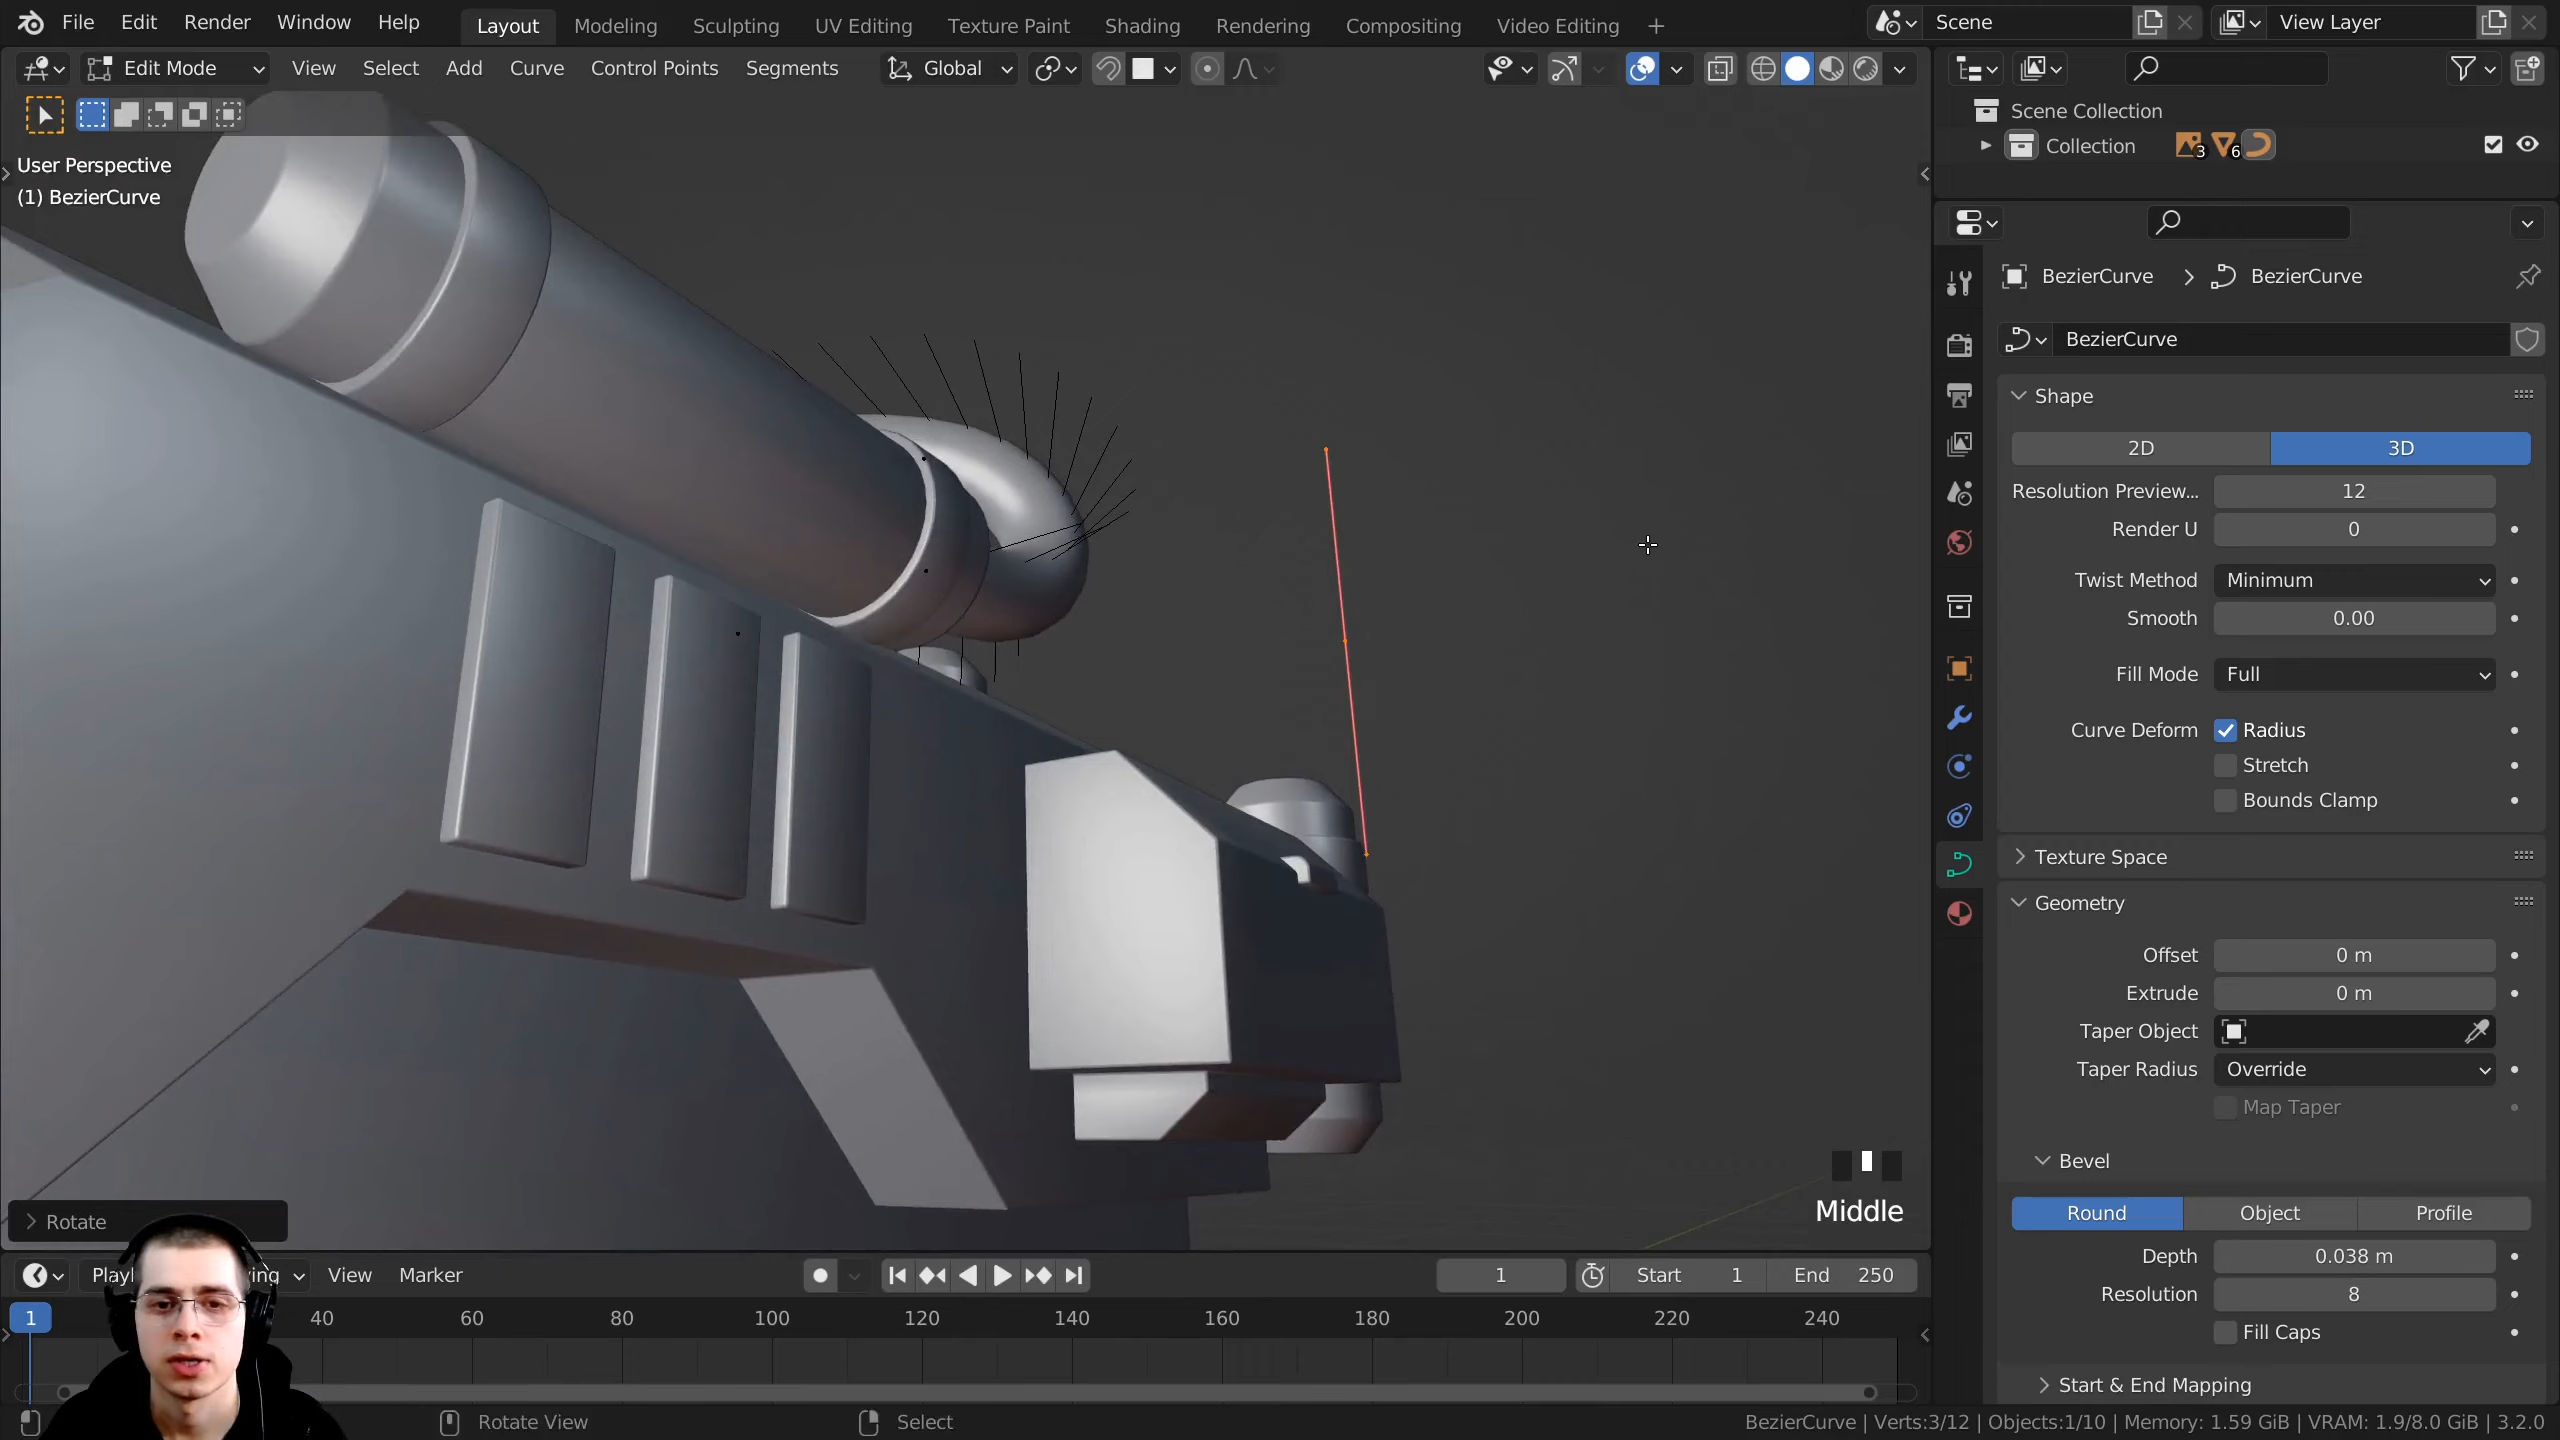 File Edit Render Window Help Layout Modeling Sculpting UV Editing Texture Paint Shading Rendering Compositing Video Editing + Scene View Layer
Edit Mode View Select Add Curve Control Points Segments Global
User Perspective
(1) BezierCurve
Scene Collection
Collection 3 6
BezierCurve > BezierCurve
BezierCurve
Shape
2D 3D
Resolution Preview... 12
Render U 0
Twist Method Minimum
Smooth 0.00
Fill Mode Full
Curve Deform Radius
Stretch
Bounds Clamp
Texture Space
Geometry
Offset 0 m
Extrude 0 m
Taper Object
Taper Radius Override
Map Taper
Bevel
Round Object Profile
Depth 0.038 m
Resolution 8
Fill Caps
Start & End Mapping
Middle
Rotate
View Marker 1 Start 1 End 250
1 40 60 80 100 120 140 160 180 200 220 240
Rotate View Select BezierCurve | Verts:3/12 | Objects:1/10 | Memory: 1.59 GiB | VRAM: 1.9/8.0 GiB | 3.2.0